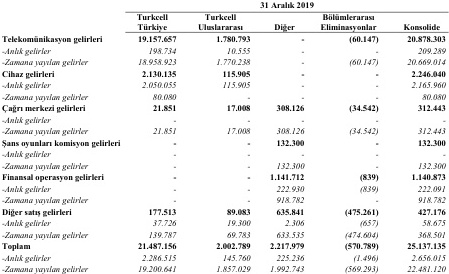 31 Aralık 2019
Turkcell Turkcell Bölümlerarası
Türkiye Uluslararası Diğer Eliminasyonlar Konsolide
Telekomünikasyon gelirleri 19.157.657 1.780.793 - (60.147) 20.878.303
-Anlık gelirler 198.734 10.555 - - 209.289
-Zamana yayılan gelirler 18.958.923 1.770.238 - (60.147) 20.669.014
Cihaz gelirleri 2.130.135 115.905 - - 2.246.040
-Anlık gelirler 2.050.055 115.905 - - 2.165.960
-Zamana yayılan gelirler 80.080 - - - 80.080
Çağrı merkezi gelirleri 21.851 17.008 308.126 (34.542) 312.443
-Anlık gelirler - - - - -
-Zamana yayılan gelirler 21.851 17.008 308.126 (34.542) 312.443
Şans oyunları komisyon gelirleri - - 132.300 - 132.300
-Anlık gelirler - - - - -
-Zamana yayılan gelirler - - 132.300 - 132.300
Finansal operasyon gelirleri - - 1.141.712 (839) 1.140.873
-Anlık gelirler - - 222.930 (839) 222.091
-Zamana yayılan gelirler - - 918.782 - 918.782
Diğer satış gelirleri 177.513 89.083 635.841 (475.261) 427.176
-Anlık gelirler 37.726 19.300 2.306 (657) 58.675
-Zamana yayılan gelirler 139.787 69.783 633.535 (474.604) 368.501
Toplam 21.487.156 2.002.789 2.217.979 (570.789) 25.137.135
-Anlık gelirler 2.286.515 145.760 225.236 (1.496) 2.656.015
-Zamana yayılan gelirler 19.200.641 1.857.029 1.992.743 (569.293) 22.481.120